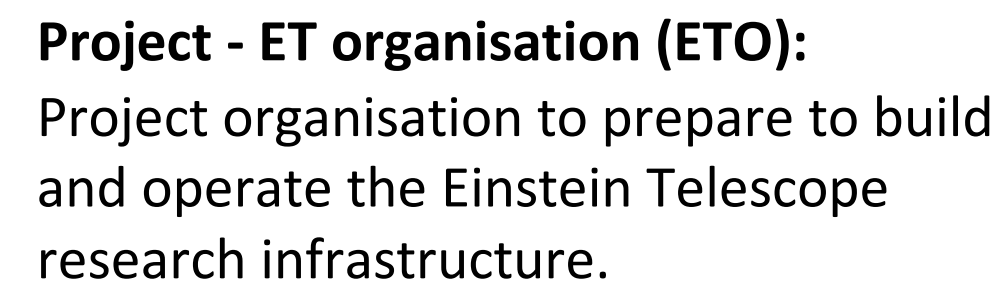 Project - ET organisation (ETO):
Project organisation to prepare to build
and operate the Einstein Telescope
research infrastructure.